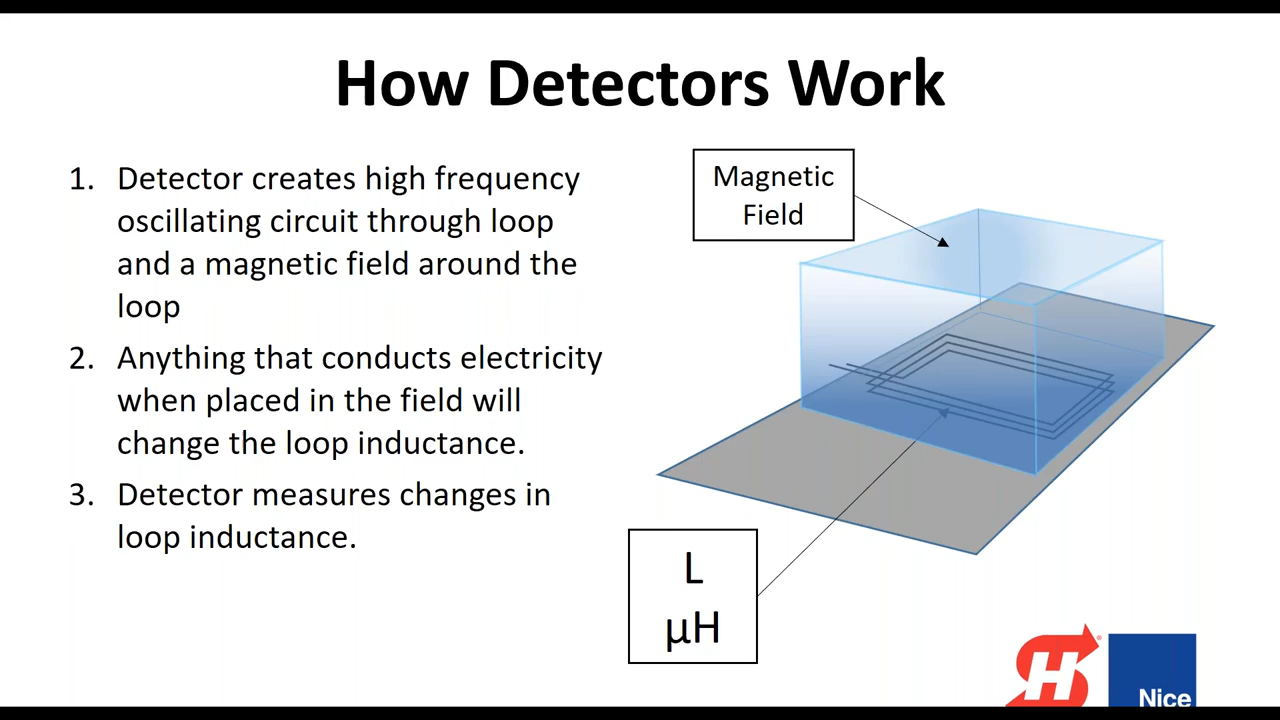 How Detectors Work
1. Detector creates high frequency
oscillating circuit through loop
and a magnetic field around the
loop
2. Anything that conducts electricity
when placed in the field will
change the loop inductance.
3. Detector measures changes in
loop inductance.
Magnetic
Field
L
µH
H®
Nice